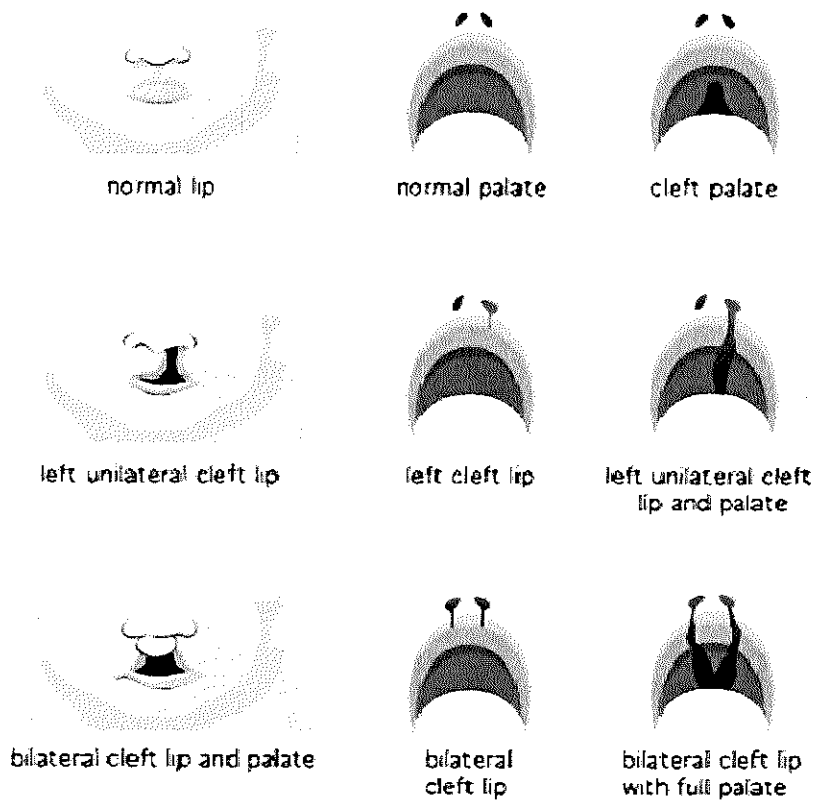 normal lip
normal palate
cleft palate
left unilateral cleft lip
left cleft lip
left unilateral cleft
lip and palate
bilateral cleft lip and palate
bilateral
cleft lip
bilateral cleft lip
with full palate